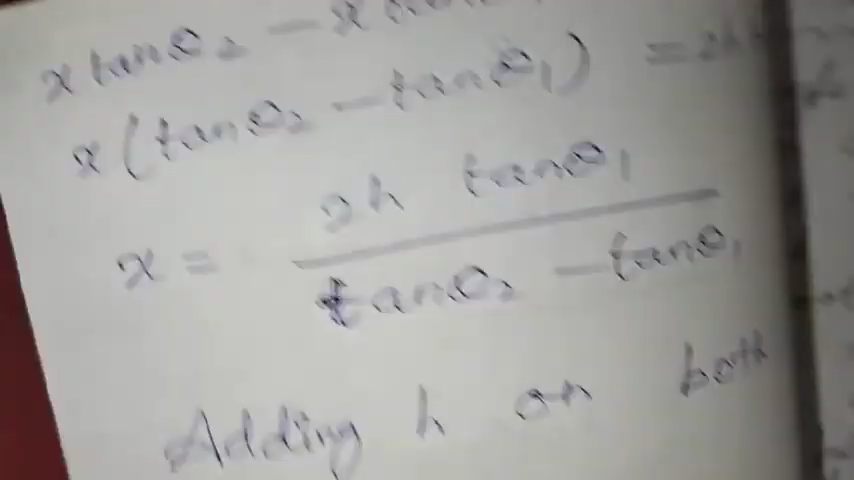 x tanθ₂ - x
x (tanθ₂ - tanθ₁) = 2h
x = 2h tanθ₁ / tanθ₂ - tanθ₁
Adding h on both